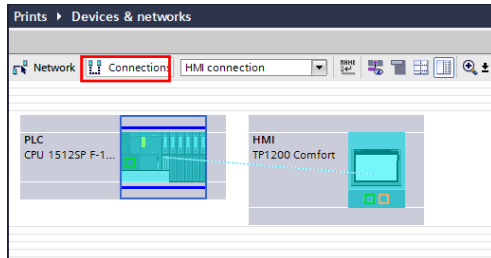 Prints ▸ Devices & networks
Network Connections HMI connection
PLC
CPU 1512SP F-1...
HMI
TP1200 Comfort